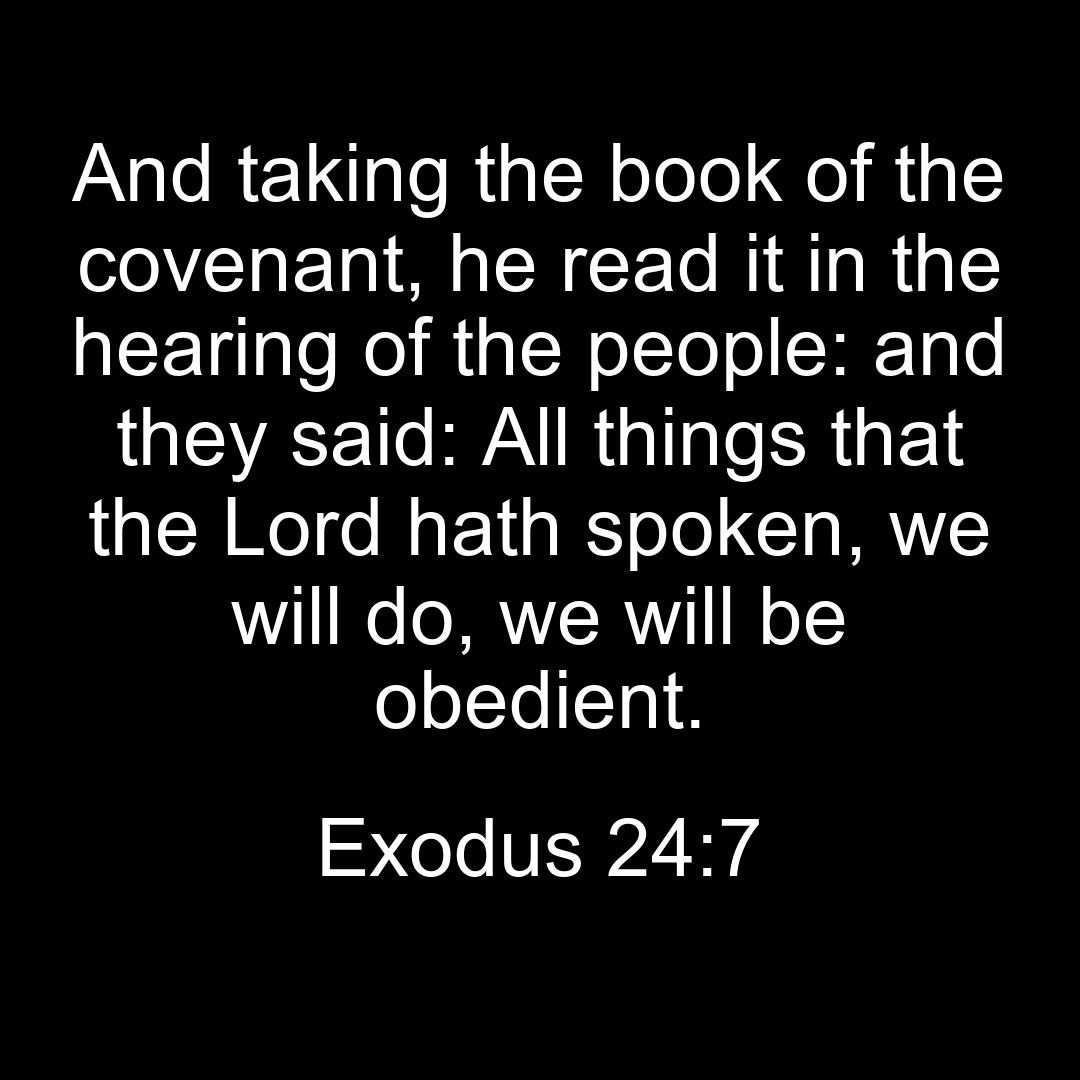 And taking the book of the
covenant, he read it in the
hearing of the people: and
they said: All things that
the Lord hath spoken, we
will do, we will be
obedient.
Exodus 24:7